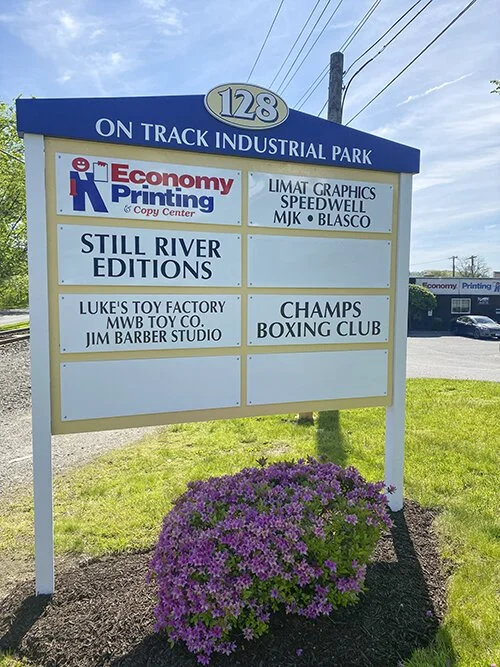 128
ON TRACK INDUSTRIAL PARK
Economy
Printing
& Copy Center
LIMAT GRAPHICS
SPEEDWELL
MJK • BLASCO
STILL RIVER
EDITIONS
LUKE'S TOY FACTORY
MWB TOY CO.
JIM BARBER STUDIO
CHAMPS
BOXING CLUB
Economy Printing